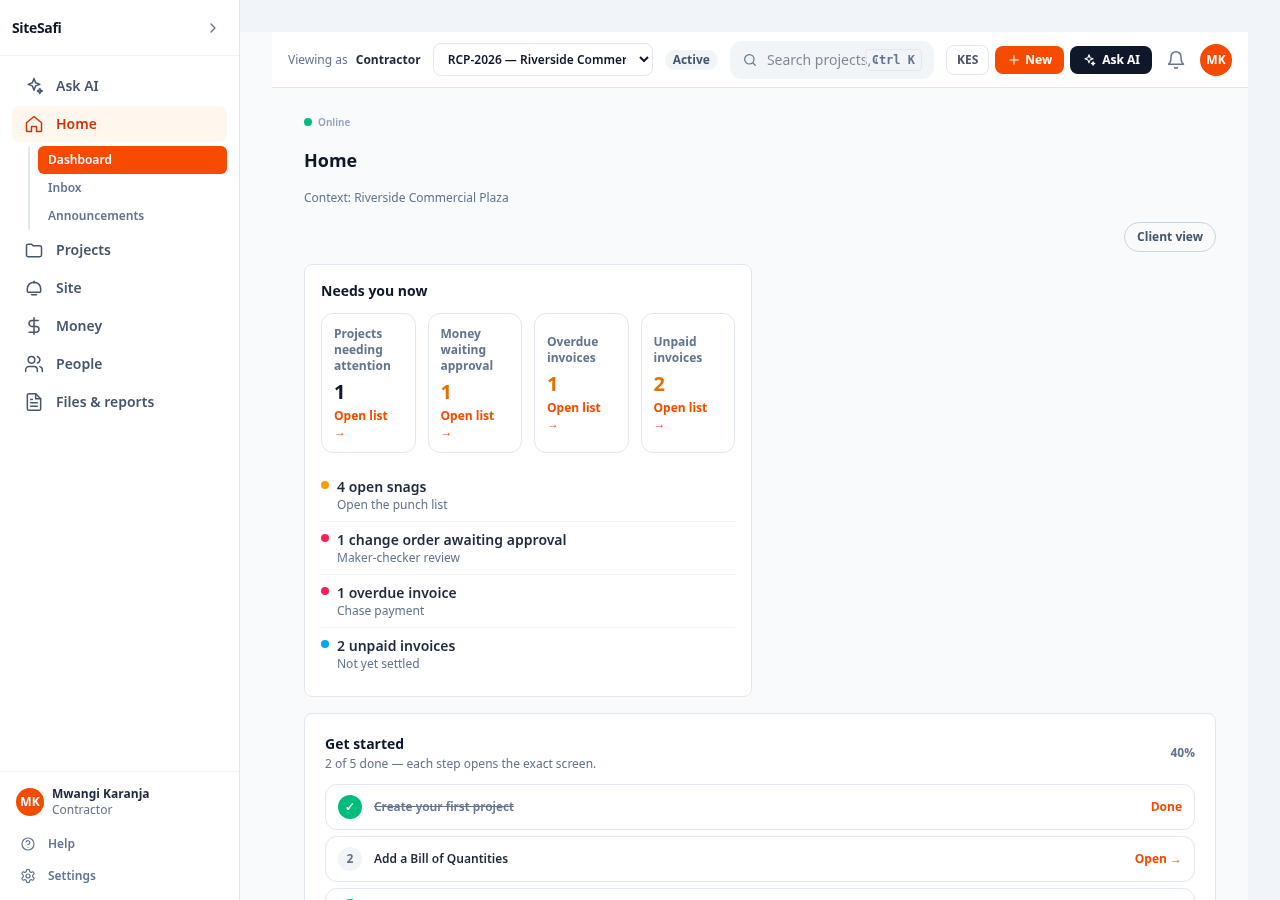 SiteSafi
Ask AI
Home
Dashboard
Inbox
Announcements
Projects
Site
Money
People
Files & reports
Mwangi Karanja
Contractor
MK
Help
Settings
Viewing as Contractor
RCP-2026 — Riverside Commer
Active
Search projects,
Ctrl K
KES
New
Ask AI
MK
Online
Home
Context: Riverside Commercial Plaza
Client view
Needs you now
Projects
needing
attention
1
Open list
→
Money
waiting
approval
1
Open list
→
Overdue
invoices
1
Open list
→
Unpaid
invoices
2
Open list
→
4 open snags
Open the punch list
1 change order awaiting approval
Maker-checker review
1 overdue invoice
Chase payment
2 unpaid invoices
Not yet settled
Get started
2 of 5 done — each step opens the exact screen.
40%
✓ Create your first project Done
2 Add a Bill of Quantities Open →